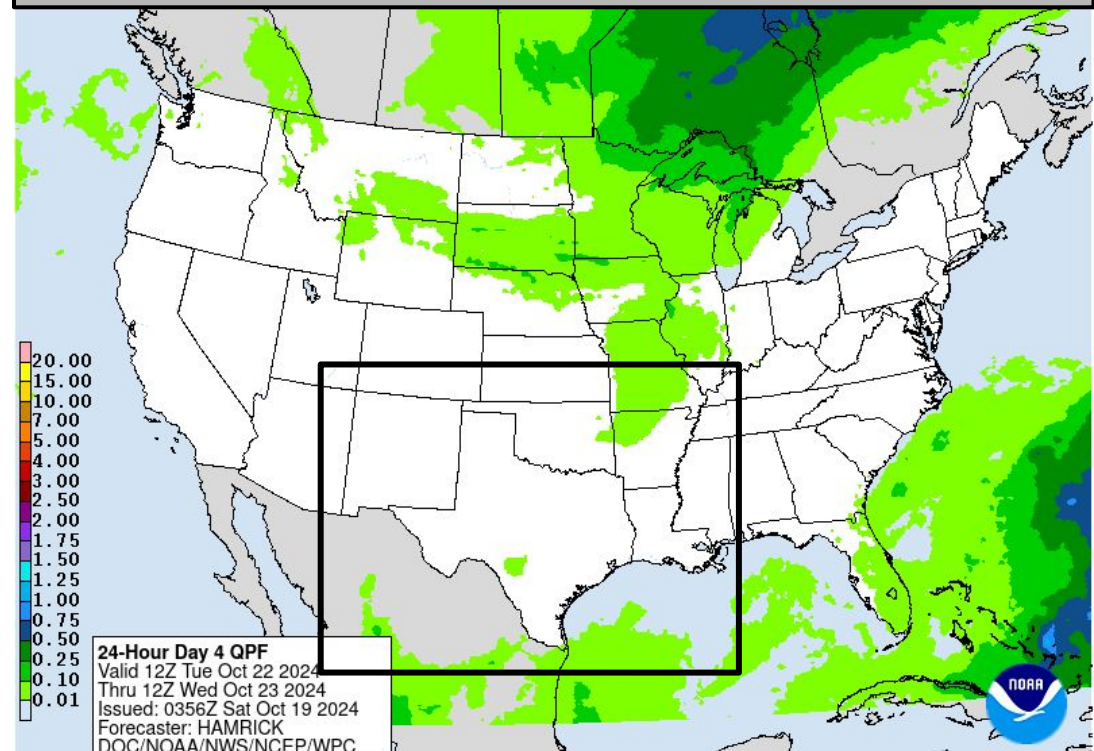 20.00
15.00
10.00
7.00
5.00
4.00
3.00
2.50
2.00
1.75
1.50
1.25
1.00
0.75
0.50
0.25
0.10
0.01
24-Hour Day 4 QPF
Valid 12Z Tue Oct 22 2024
Thru 12Z Wed Oct 23 2024
Issued: 0356Z Sat Oct 19 2024
Forecaster: HAMRICK
DOC/NOAA/NWS/NCEP/WPC
NOAA